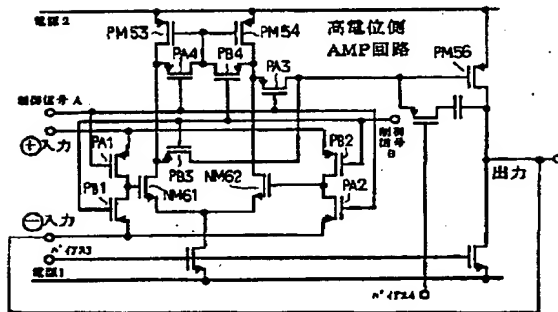 電源2
PM53
PM54
高電位側
AMP回路
PM56
PA4
PB4
PA3
制御信号 A
制御信号 B
⊕入力
PA1
PB2
PB3
NM61
NM62
出力
PB1
PA2
⊖入力
バイアス3
電源1
バイアス4